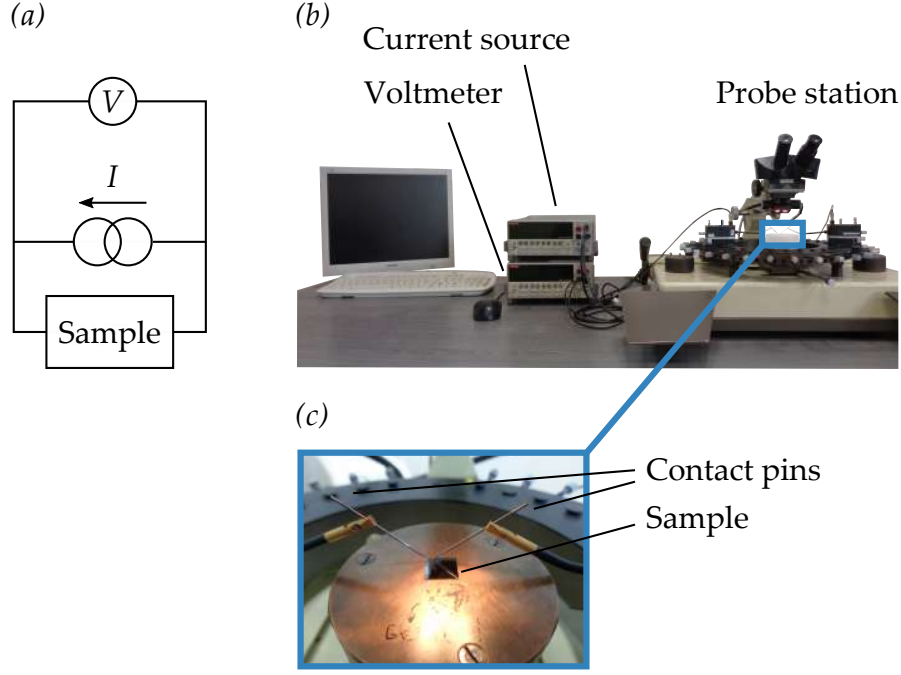 (a)
V
I
Sample
(b)
Current source
Voltmeter
Probe station
(c)
Contact pins
Sample